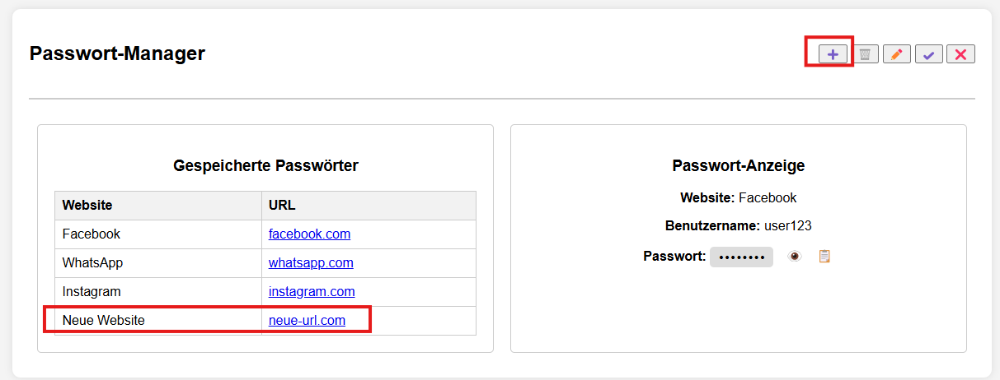 Passwort-Manager
Gespeicherte Passwörter
Website URL
Facebook facebook.com
WhatsApp whatsapp.com
Instagram instagram.com
Neue Website neue-url.com
Passwort-Anzeige
Website: Facebook
Benutzername: user123
Passwort: ••••••••